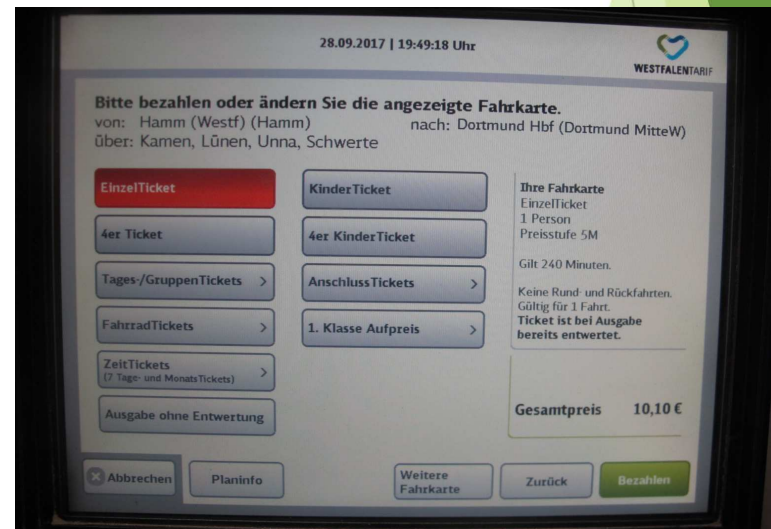 28.09.2017 | 19:49:18 Uhr
WESTFALENTARIF
Bitte bezahlen oder ändern Sie die angezeigte Fahrkarte.
von: Hamm (Westf) (Hamm) nach: Dortmund Hbf (Dortmund MitteW)
über: Kamen, Lünen, Unna, Schwerte
EinzelTicket
KinderTicket
4er Ticket
4er KinderTicket
Tages-/GruppenTickets >
AnschlussTickets >
FahrradTickets >
1. Klasse Aufpreis >
ZeitTickets >
(7 Tage- und MonatsTickets)
Ausgabe ohne Entwertung
Ihre Fahrkarte
EinzelTicket
1 Person
Preisstufe 5M
Gilt 240 Minuten.
Keine Rund- und Rückfahrten.
Gültig für 1 Fahrt.
Ticket ist bei Ausgabe
bereits entwertet.
Gesamtpreis 10,10 €
Abbrechen
Planinfo
Weitere
Fahrkarte
Zurück
Bezahlen